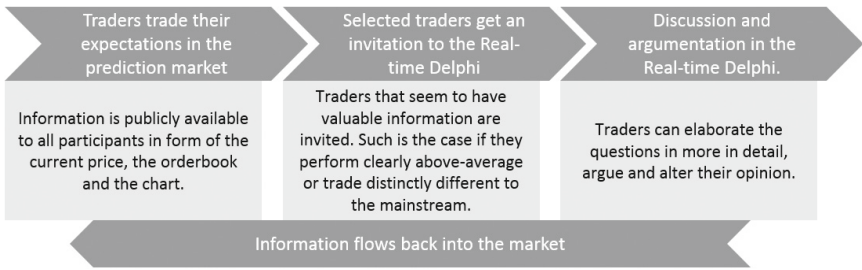 Traders trade their
expectations in the
prediction market
Selected traders get an
invitation to the Real-
time Delphi
Discussion and
argumentation in the
Real-time Delphi.
Information is publicly available
to all participants in form of the
current price, the orderbook
and the chart.
Traders that seem to have
valuable information are
invited. Such is the case if they
perform clearly above-average
or trade distinctly different to
the mainstream.
Traders can elaborate the
questions in more in detail,
argue and alter their opinion.
Information flows back into the market